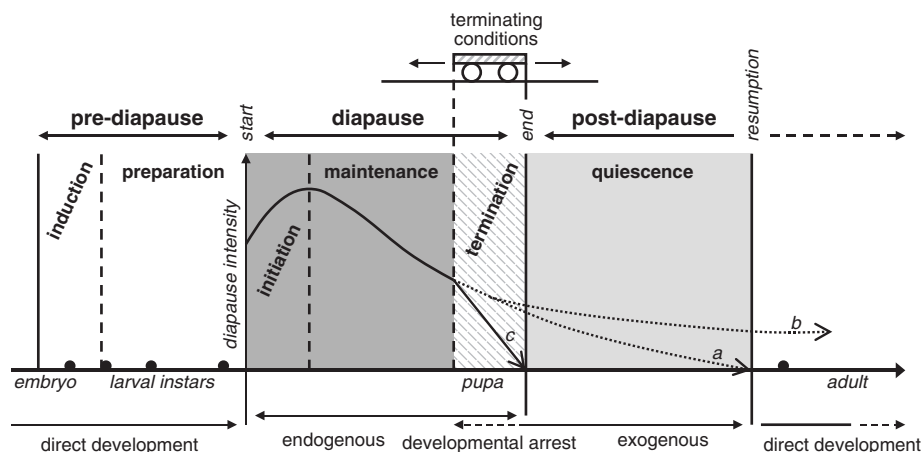 terminating
conditions
pre-diapause
start
diapause
end
post-diapause
resumption
induction
preparation
diapause intensity
initiation
maintenance
termination
quiescence
c
a
b
embryo
larval instars
pupa
adult
direct development
endogenous
developmental arrest
exogenous
direct development